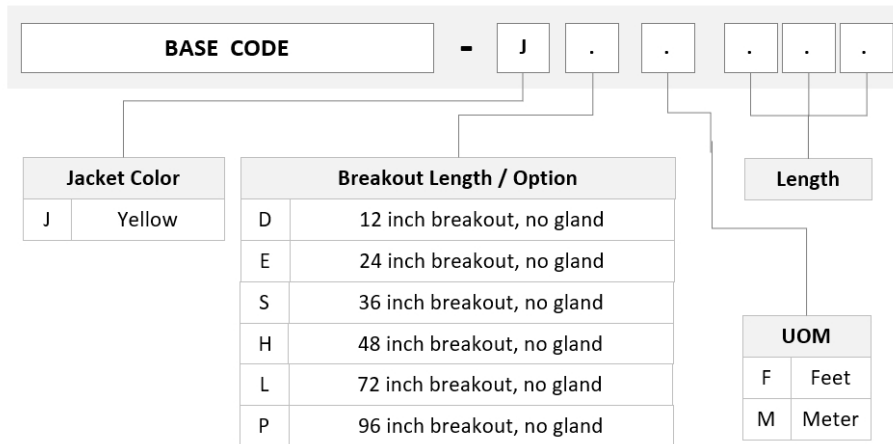 BASE CODE - J . . . . .
Jacket Color
J Yellow
Breakout Length / Option
D 12 inch breakout, no gland
E 24 inch breakout, no gland
S 36 inch breakout, no gland
H 48 inch breakout, no gland
L 72 inch breakout, no gland
P 96 inch breakout, no gland
Length
UOM
F Feet
M Meter